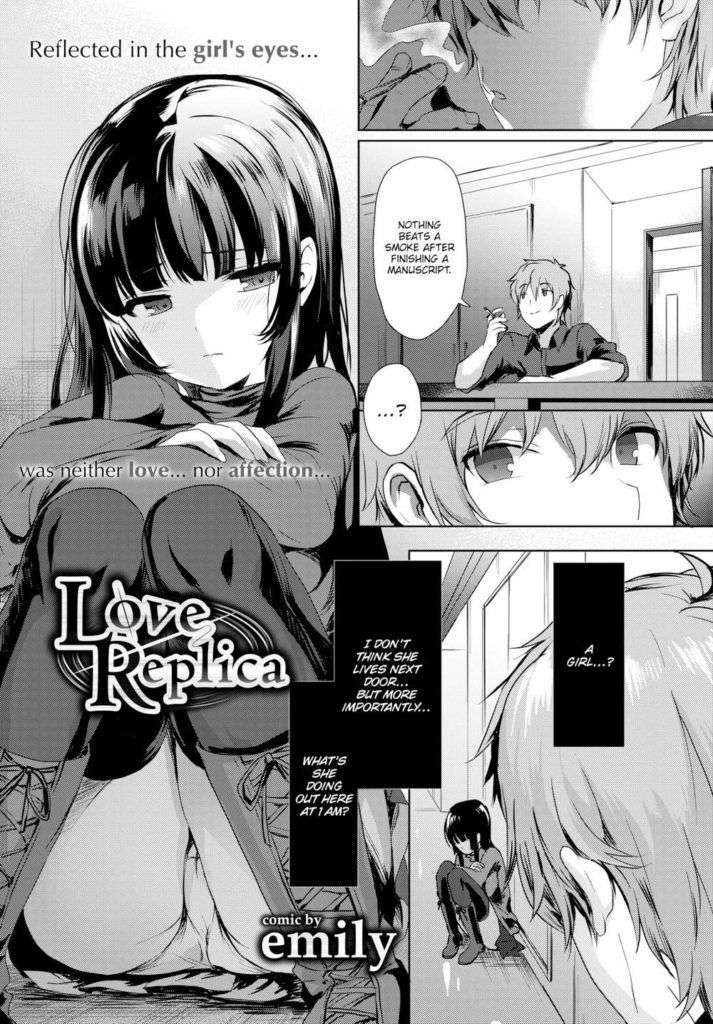 Reflected in the girl's eyes...
was neither love... nor affection...
Love
Replica
comic by
emily
NOTHING
BEATS A
SMOKE AFTER
FINISHING A
MANUSCRIPT.
...?
A
GIRL...?
I DON'T
THINK SHE
LIVES NEXT
DOOR...
BUT MORE
IMPORTANTLY...
WHAT'S
SHE
DOING
OUT HERE
AT 1 AM?